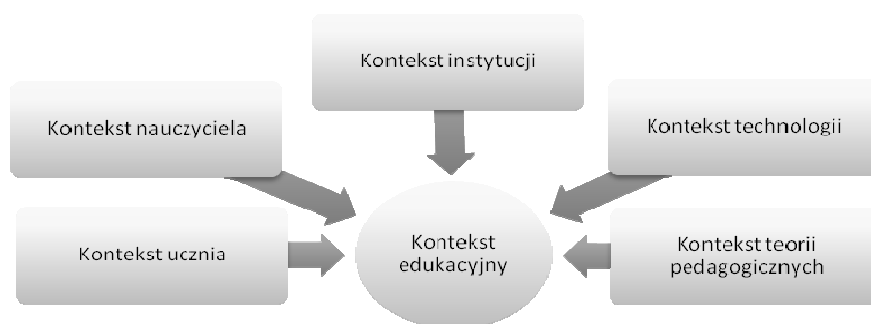 Kontekst instytucji
Kontekst nauczyciela
Kontekst technologii
Kontekst ucznia
Kontekst
edukacyjny
Kontekst teorii
pedagogicznych